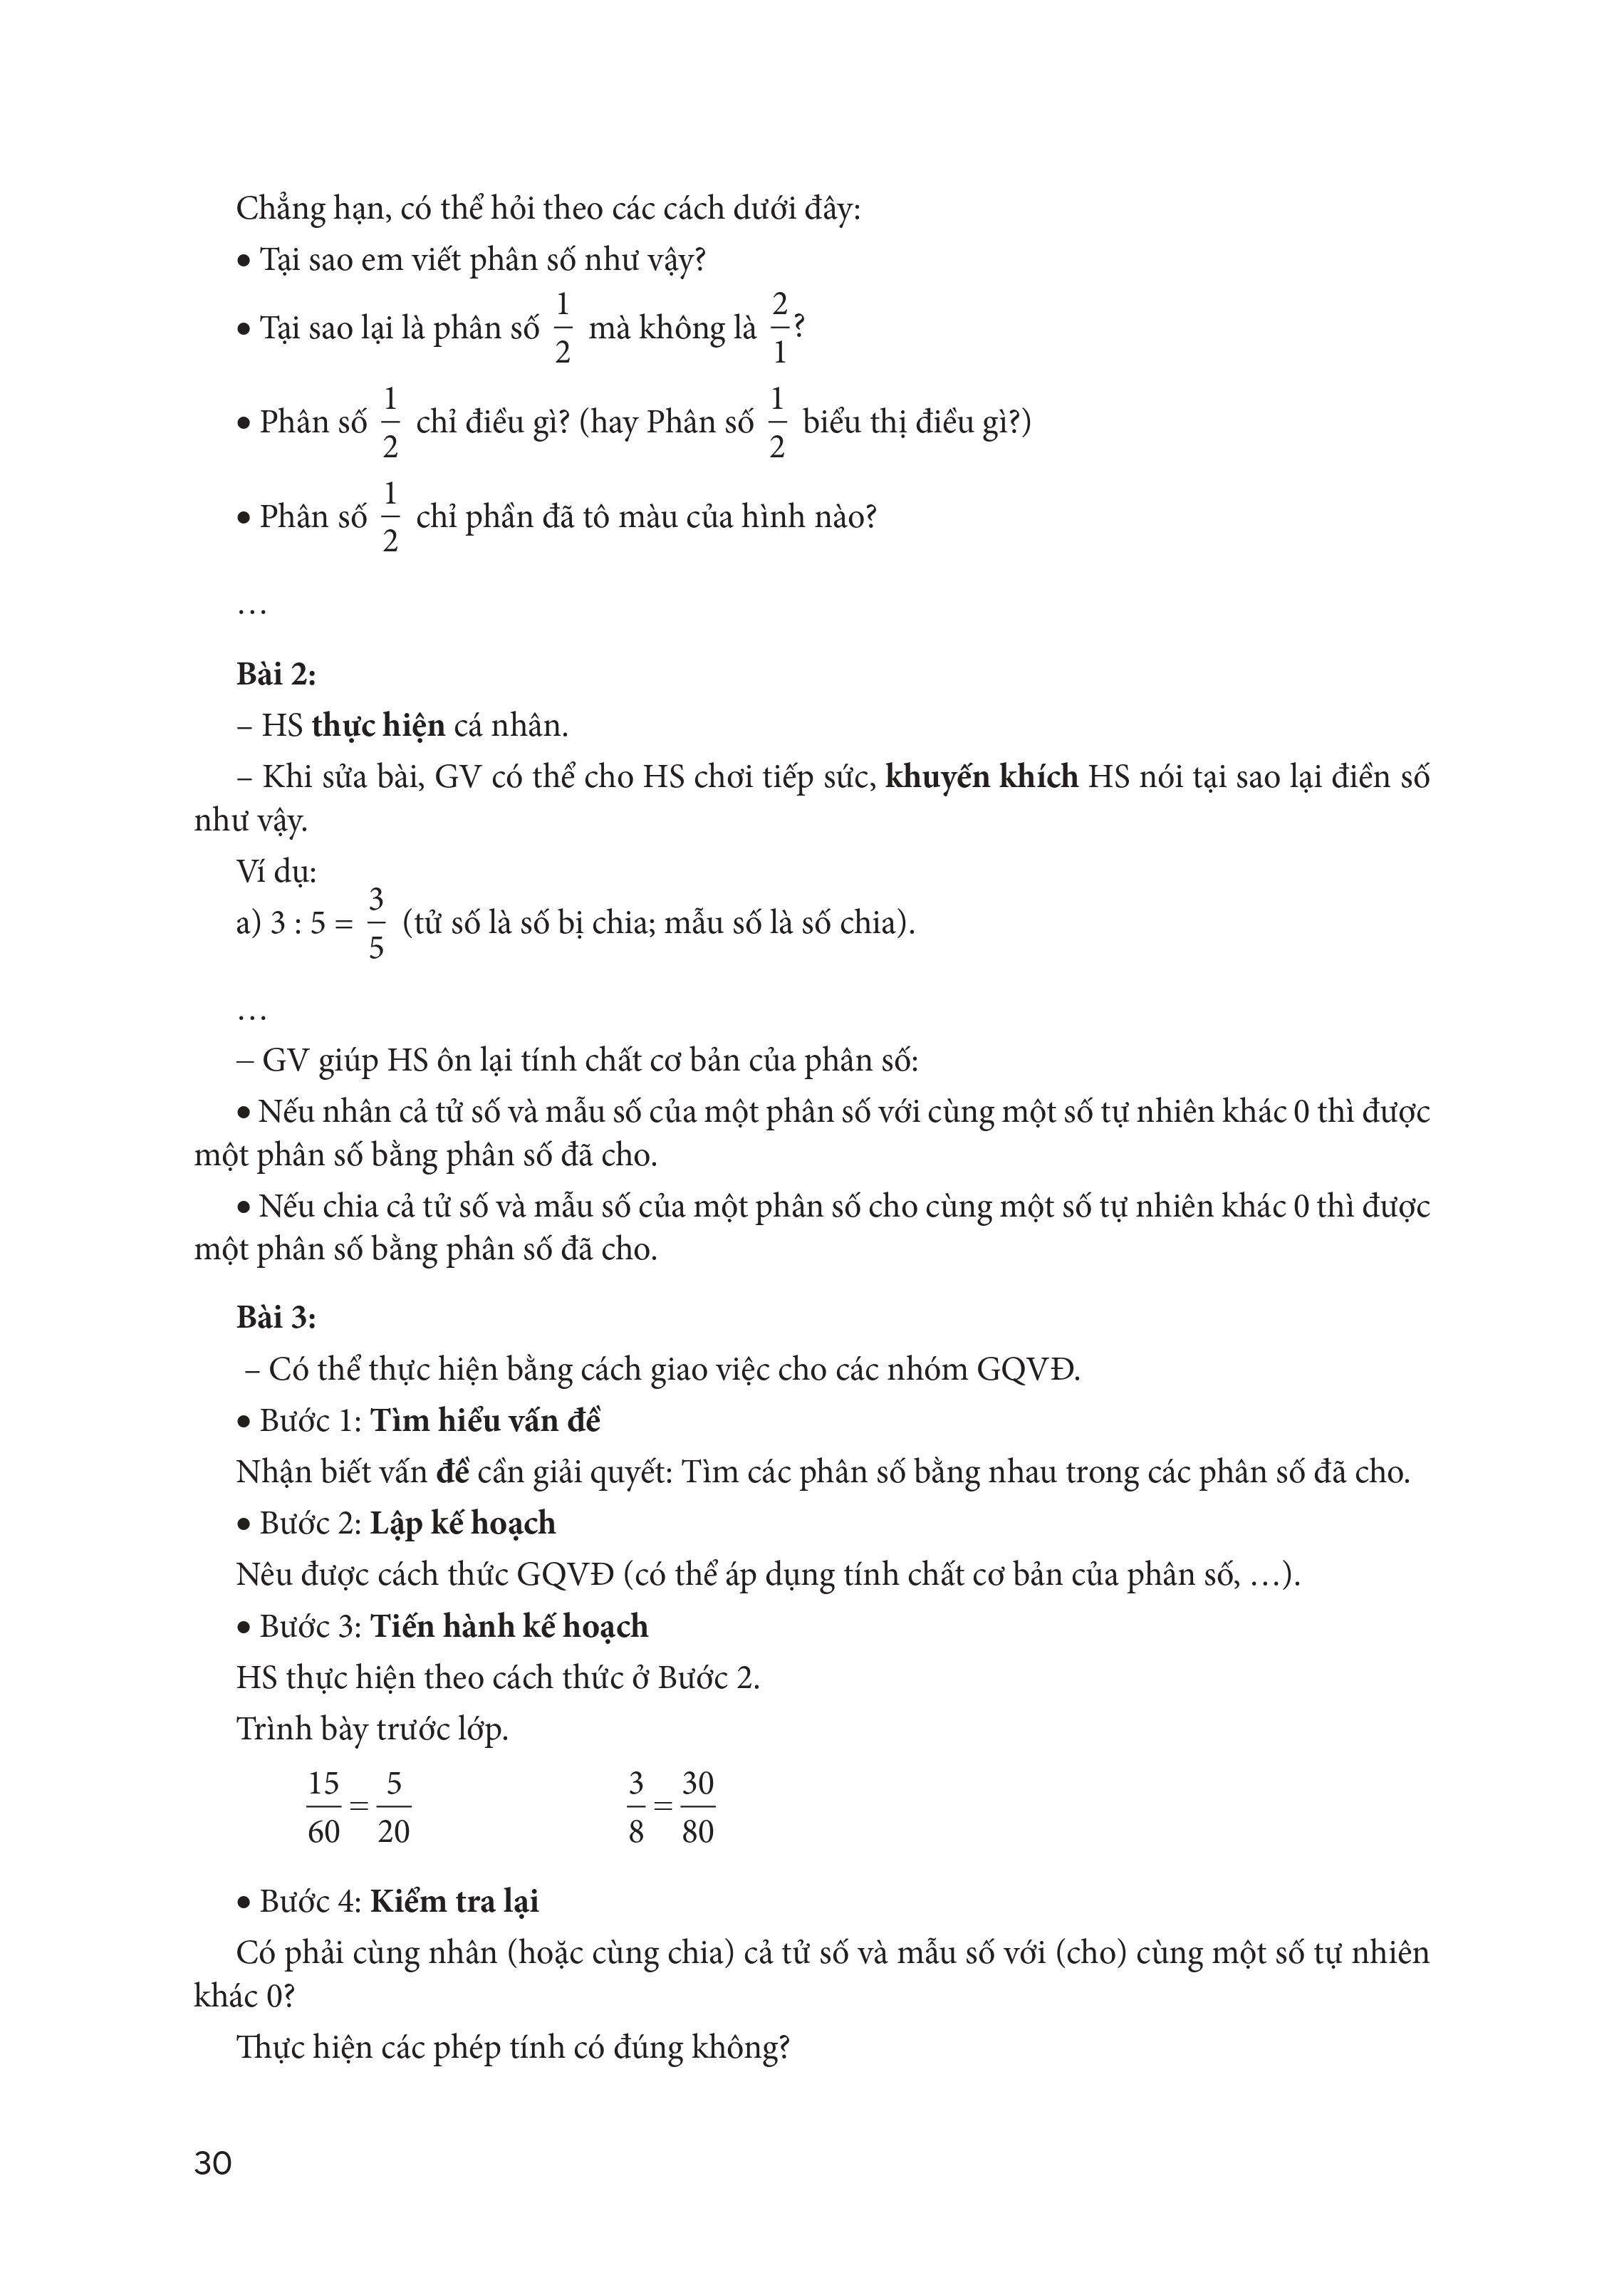 Chẳng hạn, có thể hỏi theo các cách dưới đây:
• Tại sao em viết phân số như vậy?
• Tại sao lại là phân số 1/2 mà không là 2/1?
• Phân số 1/2 chỉ điều gì? (hay Phân số 1/2 biểu thị điều gì?)
• Phân số 1/2 chỉ phần đã tô màu của hình nào?
…
Bài 2:
– HS thực hiện cá nhân.
– Khi sửa bài, GV có thể cho HS chơi tiếp sức, khuyến khích HS nói tại sao lại điền số
như vậy.
Ví dụ:
a) 3 : 5 = 3/5 (tử số là số bị chia; mẫu số là số chia).
…
– GV giúp HS ôn lại tính chất cơ bản của phân số:
• Nếu nhân cả tử số và mẫu số của một phân số với cùng một số tự nhiên khác 0 thì được
một phân số bằng phân số đã cho.
• Nếu chia cả tử số và mẫu số của một phân số cho cùng một số tự nhiên khác 0 thì được
một phân số bằng phân số đã cho.
Bài 3:
– Có thể thực hiện bằng cách giao việc cho các nhóm GQVĐ.
• Bước 1: Tìm hiểu vấn đề
Nhận biết vấn đề cần giải quyết: Tìm các phân số bằng nhau trong các phân số đã cho.
• Bước 2: Lập kế hoạch
Nêu được cách thức GQVĐ (có thể áp dụng tính chất cơ bản của phân số, …).
• Bước 3: Tiến hành kế hoạch
HS thực hiện theo cách thức ở Bước 2.
Trình bày trước lớp.
15/60 = 5/20 3/8 = 30/80
• Bước 4: Kiểm tra lại
Có phải cùng nhân (hoặc cùng chia) cả tử số và mẫu số với (cho) cùng một số tự nhiên
khác 0?
Thực hiện các phép tính có đúng không?
30